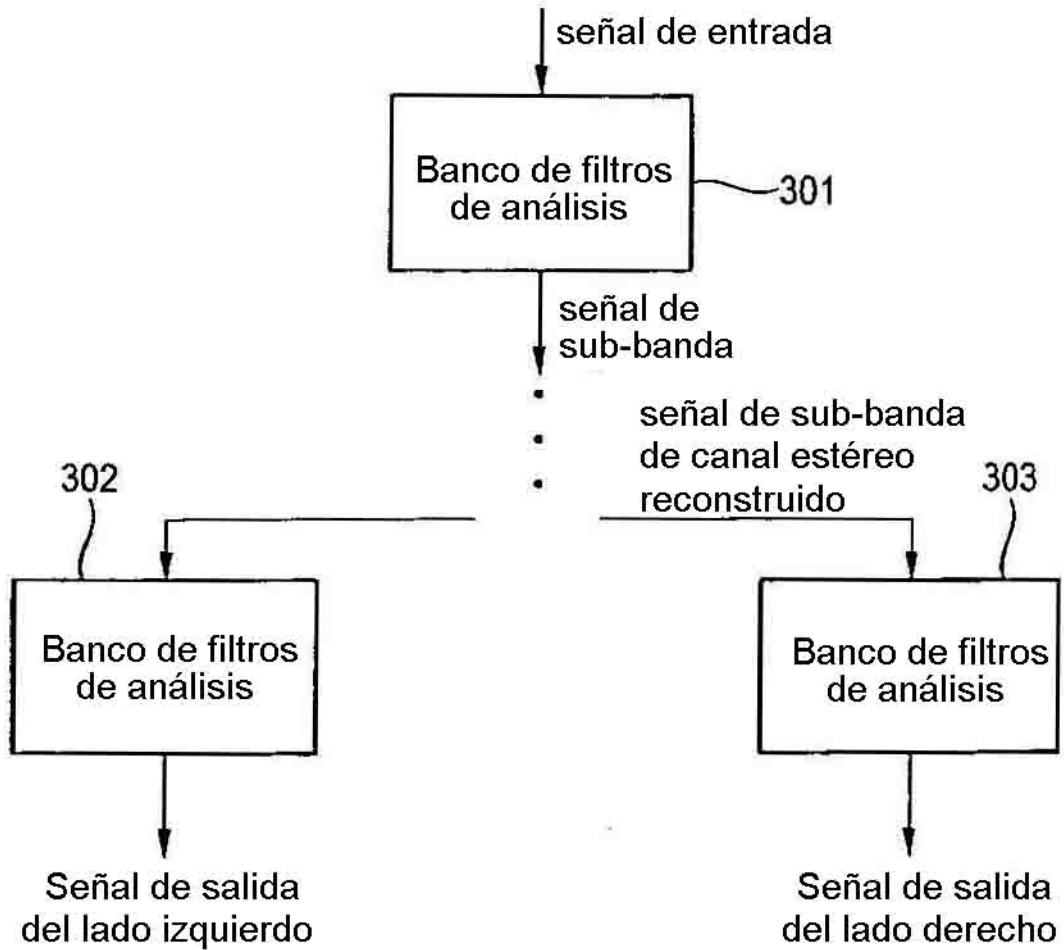 señal de entrada
Banco de filtros
de análisis
301
señal de
sub-banda
señal de sub-banda
de canal estéreo
reconstruido
302
303
Banco de filtros
de análisis
Banco de filtros
de análisis
Señal de salida
del lado izquierdo
Señal de salida
del lado derecho